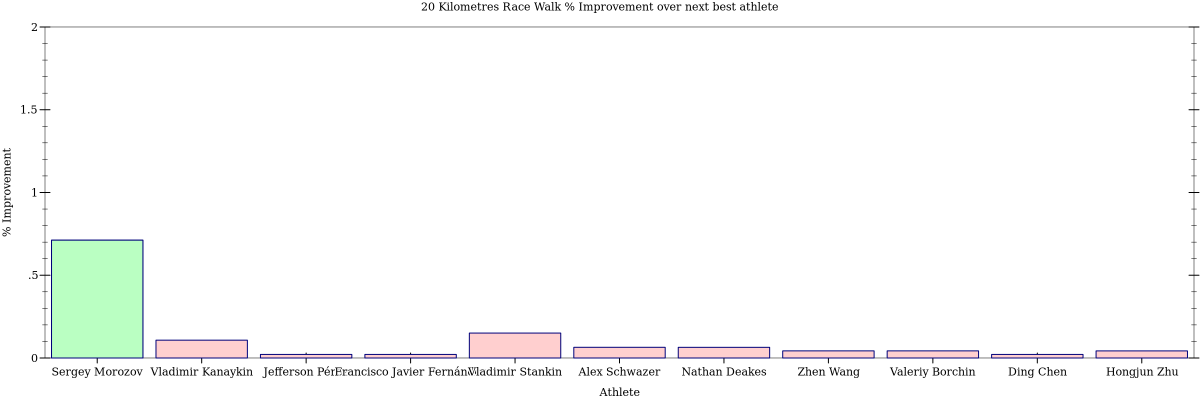 20 Kilometres Race Walk % Improvement over next best athlete
2
1.5
1
.5
0
% Improvement
Sergey Morozov Vladimir Kanaykin Jefferson Pér Francisco Javier Fernán Vladimir Stankin Alex Schwazer Nathan Deakes Zhen Wang Valeriy Borchin Ding Chen Hongjun Zhu
Athlete